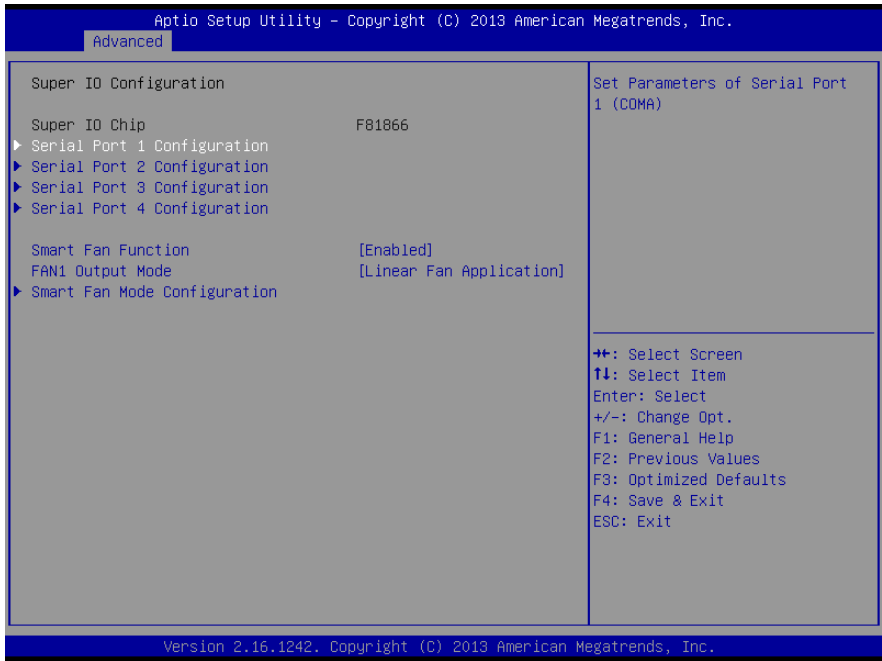 Aptio Setup Utility – Copyright (C) 2013 American Megatrends, Inc.
Advanced
Super IO Configuration
Super IO Chip F81866
Serial Port 1 Configuration
Serial Port 2 Configuration
Serial Port 3 Configuration
Serial Port 4 Configuration
Smart Fan Function [Enabled]
FAN1 Output Mode [Linear Fan Application]
Smart Fan Mode Configuration
Set Parameters of Serial Port
1 (COMA)
→←: Select Screen
↑↓: Select Item
Enter: Select
+/-: Change Opt.
F1: General Help
F2: Previous Values
F3: Optimized Defaults
F4: Save & Exit
ESC: Exit
Version 2.16.1242. Copyright (C) 2013 American Megatrends, Inc.